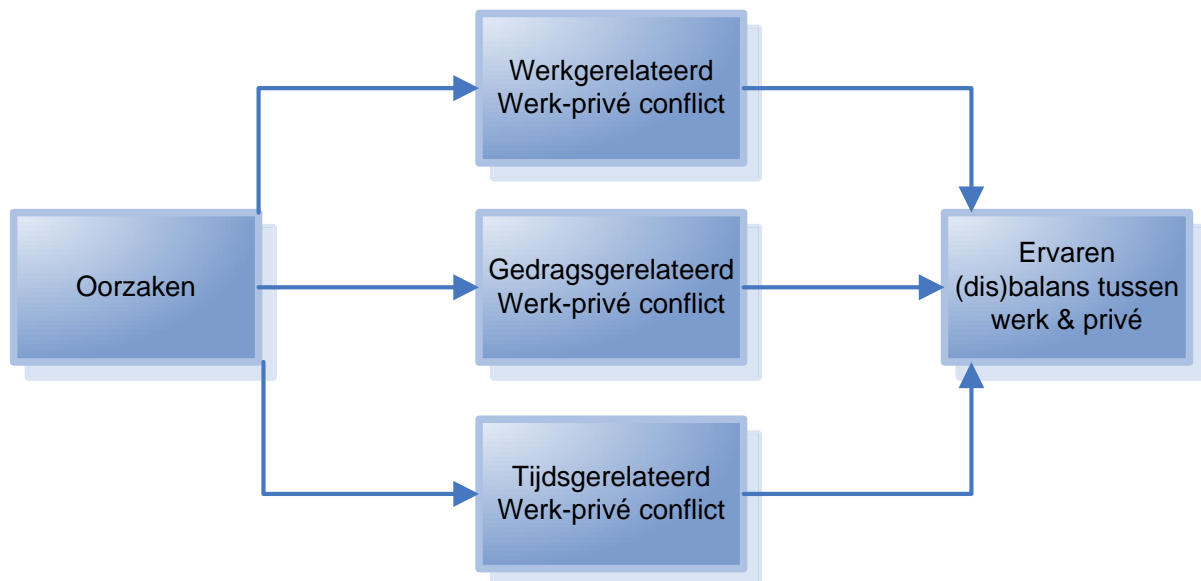 Werkgerelateerd
Werk-privé conflict
Oorzaken
Gedragsgerelateerd
Werk-privé conflict
Ervaren
(dis)balans tussen
werk & privé
Tijdsgerelateerd
Werk-privé conflict